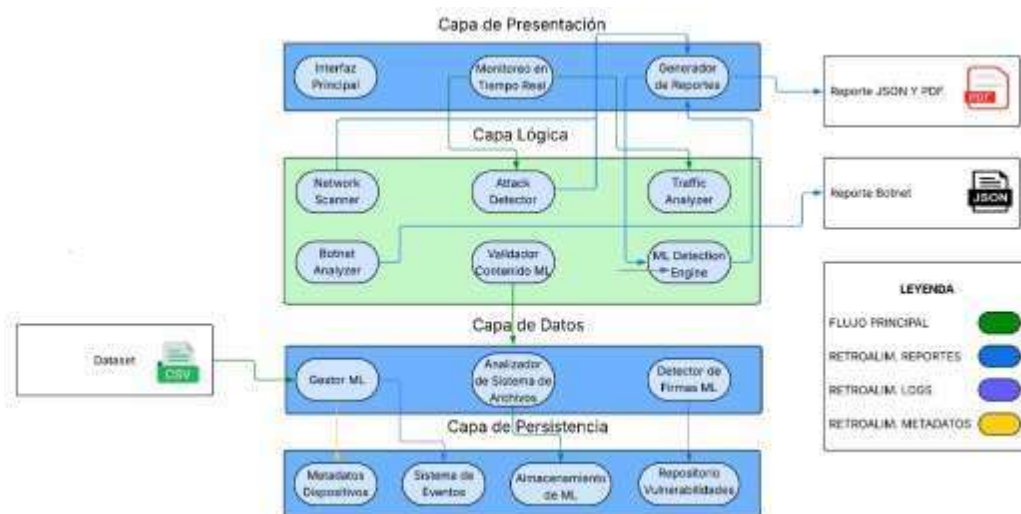 Capa de Presentación
Interfaz
Principal
Monitoreo en
Tiempo Real
Generador
de Reportes
Reporte JSON Y PDF.
PDF
Capa Lógica
Network
Scanner
Attack
Detector
Traffic
Analyzer
Reporte Botnet
JSON
Botnet
Analyzer
Validador
Contenido ML
ML Detection
Engine
LEYENDA
FLUJO PRINCIPAL
RETROALIM. REPORTES
RETROALIM. LOGS
RETROALIM. METADATOS
Capa de Datos
Dataset
CSV
Gestor ML
Analizador
de Sistema de
Archivos
Detector de
Firmas ML
Capa de Persistencia
Metadatos
Dispositivos
Sistema de
Eventos
Almacenamiento
de ML
Repositorio
Vulnerabilidades